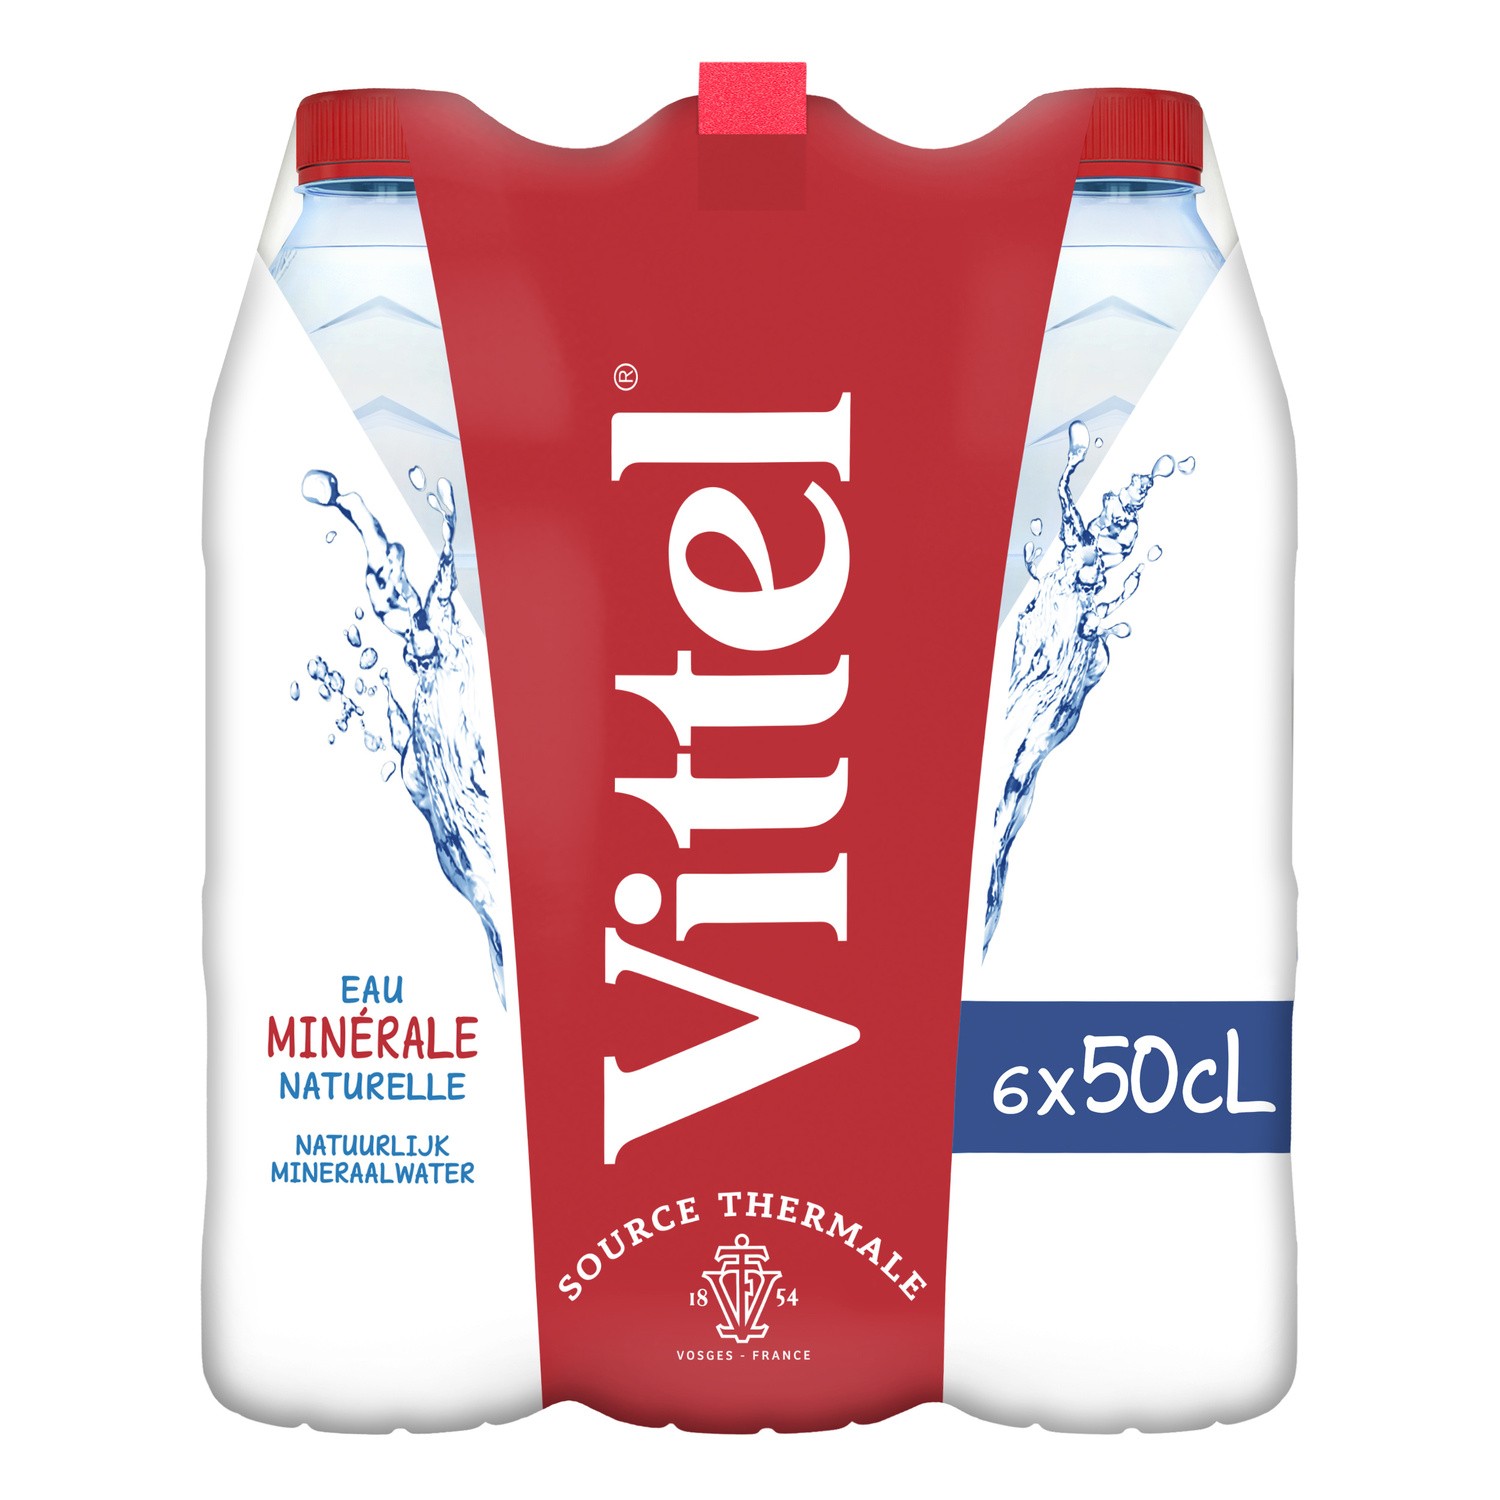 Vittel®
EAU
MINÉRALE
NATURELLE
NATUURLIJK
MINERAALWATER
6x50cL
SOURCE THERMALE
18 54
VOSGES - FRANCE